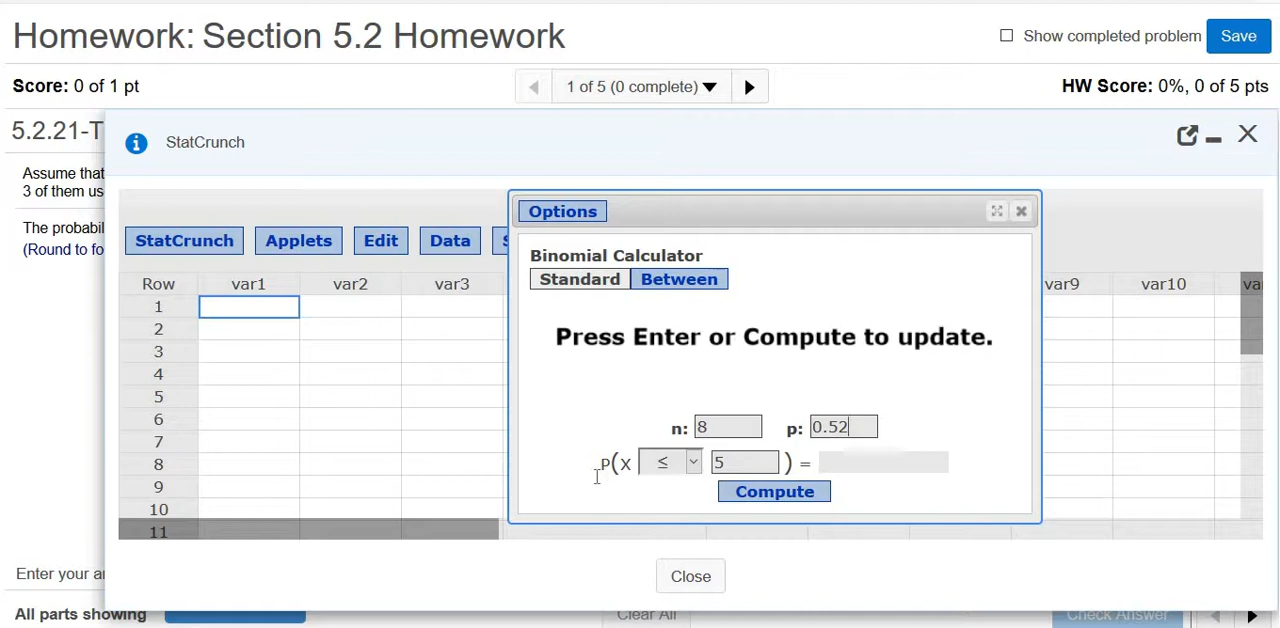 Homework: Section 5.2 Homework
Show completed problem
Save
Score: 0 of 1 pt
1 of 5 (0 complete)
HW Score: 0%, 0 of 5 pts
5.2.21-T
StatCrunch
Assume that
3 of them us
The probabil
(Round to fo
Options
StatCrunch Applets Edit Data S
Binomial Calculator
Standard Between
Row var1 var2 var3 var9 var10 va
1
2
3
4
5
6
7
8
9
10
11
Press Enter or Compute to update.
n: 8 p: 0.52
P(X ≤ 5) =
Compute
Close
Enter your an
All parts showing
Clear All
Check Answer